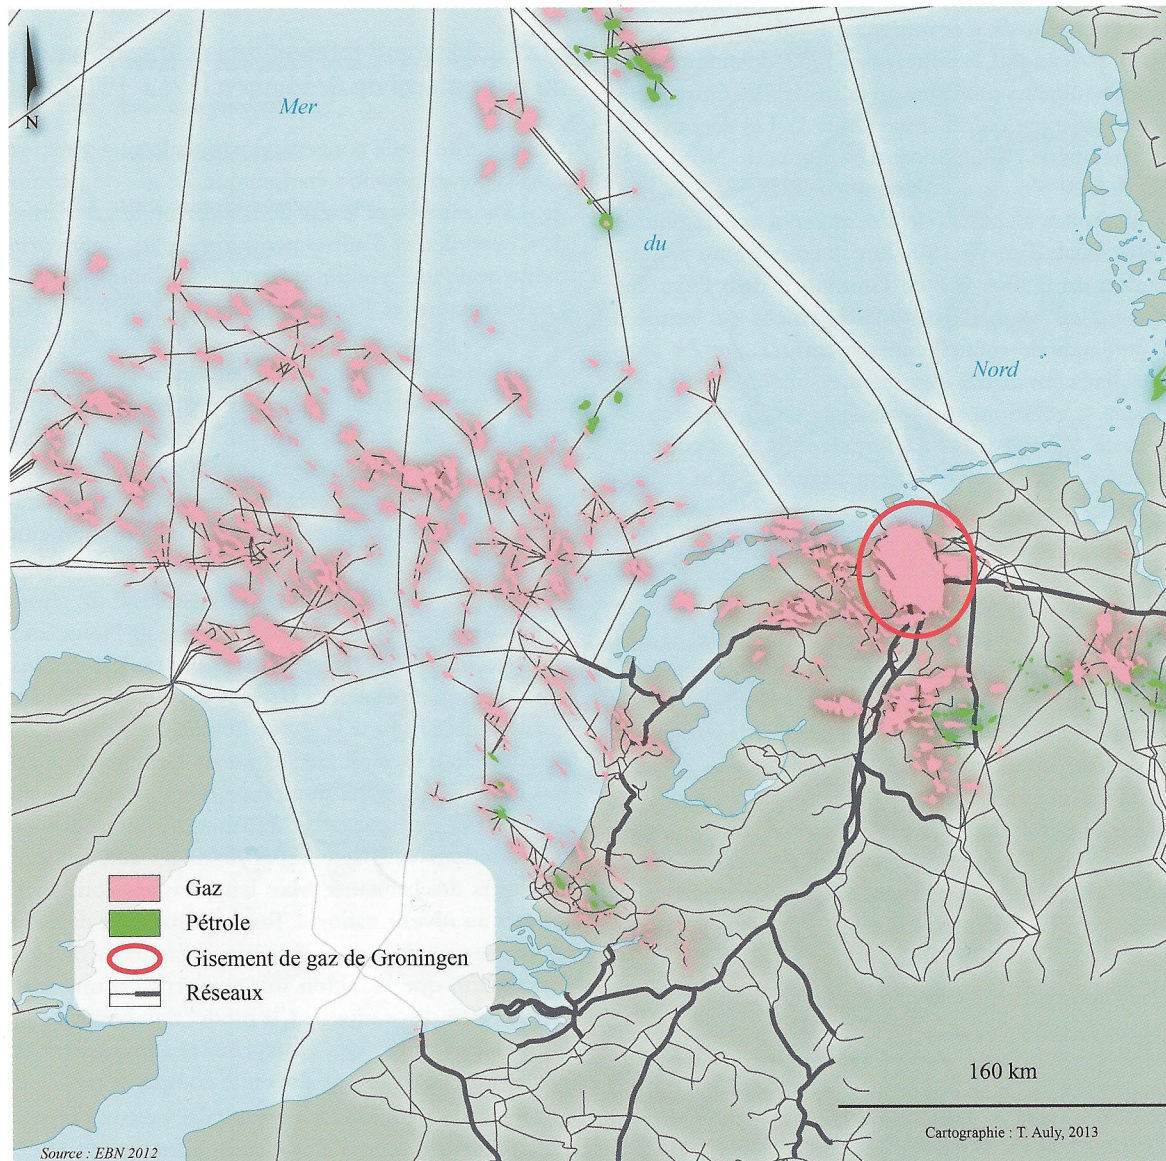 N
Mer
du
Nord
Gaz
Pétrole
Gisement de gaz de Groningen
Réseaux
160 km
Cartographie : T. Auly, 2013
Source : EBN 2012